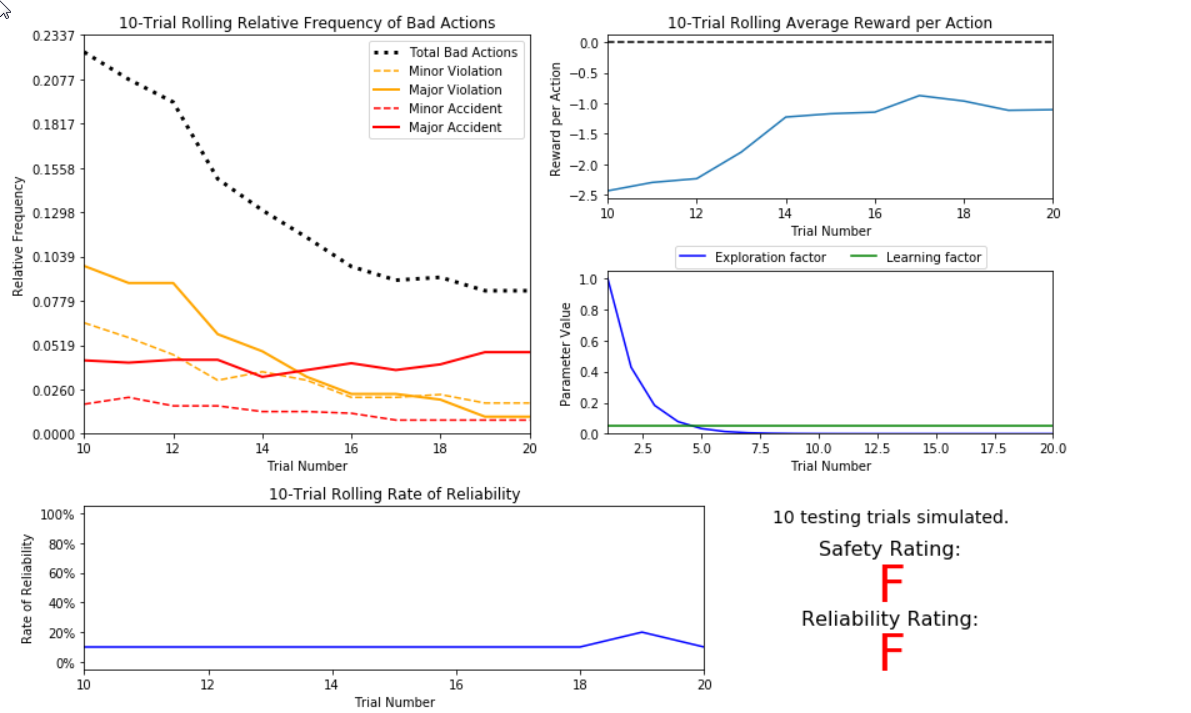 10-Trial Rolling Relative Frequency of Bad Actions
0.2337
0.2077
0.1817
0.1558
0.1298
0.1039
0.0779
0.0519
0.0260
0.0000
Relative Frequency
Total Bad Actions
Minor Violation
Major Violation
Minor Accident
Major Accident
10 12 14 16 18 20
Trial Number
10-Trial Rolling Average Reward per Action
0.0
−0.5
−1.0
−1.5
−2.0
−2.5
Reward per Action
10 12 14 16 18 20
Trial Number
Exploration factor Learning factor
1.0
0.8
0.6
0.4
0.2
0.0
Parameter Value
2.5 5.0 7.5 10.0 12.5 15.0 17.5 20.0
Trial Number
10-Trial Rolling Rate of Reliability
100%
80%
60%
40%
20%
0%
Rate of Reliability
10 12 14 16 18 20
Trial Number
10 testing trials simulated.
Safety Rating:
F
Reliability Rating:
F